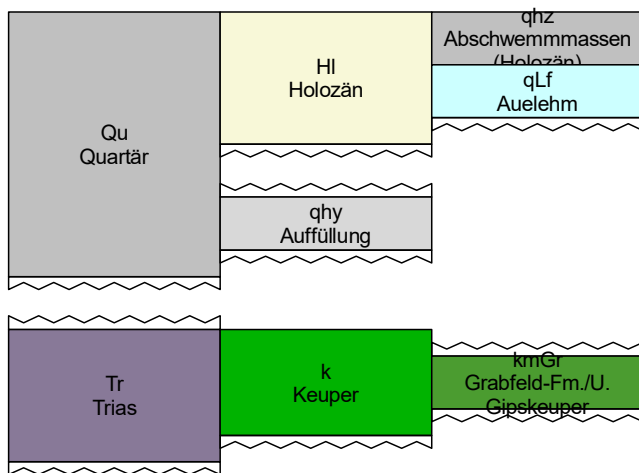 qhz
Abschwemmmassen
(Holozän)
Hl
Holozän
qLf
Auelehm
Qu
Quartär
qhy
Auffüllung
kmGr
Grabfeld-Fm./U.
Gipskeuper
k
Keuper
Tr
Trias